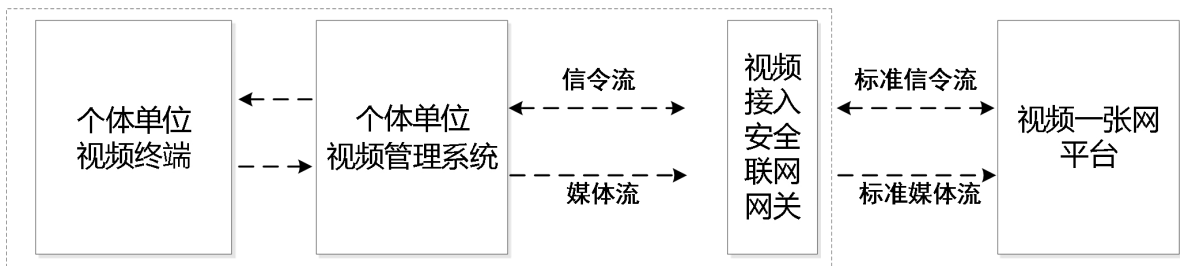 个体单位
视频终端
个体单位
视频管理系统
信令流
媒体流
视频
接入
安全
联网
网关
标准信令流
标准媒体流
视频一张网
平台